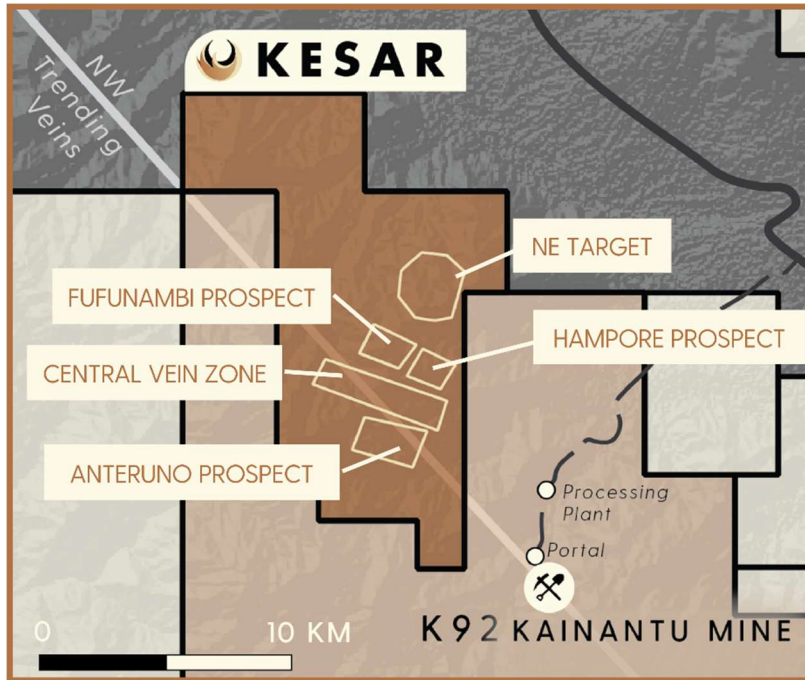 KESAR
NW
Trending
Veins
NE TARGET
FUFUNAMBI PROSPECT
HAMPORE PROSPECT
CENTRAL VEIN ZONE
ANTERUNO PROSPECT
Processing
Plant
Portal
0 10 KM
K92 KAINANTU MINE